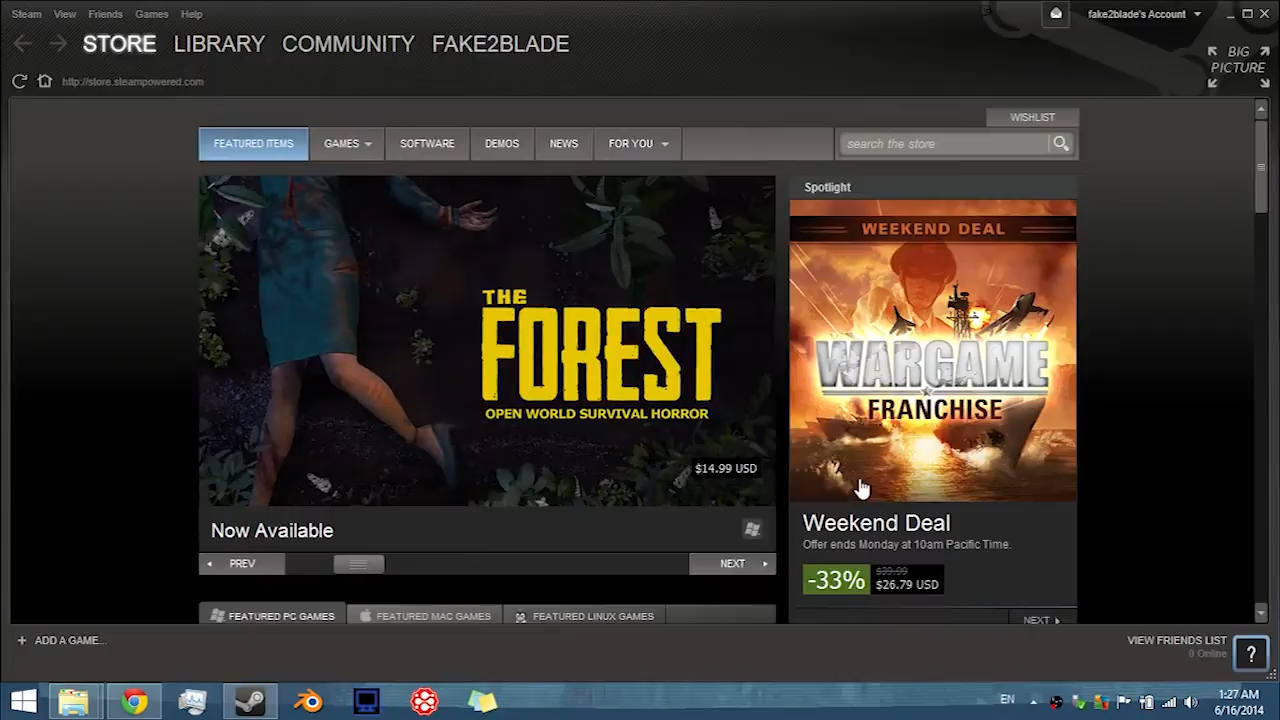 Steam View Friends Games Help
fake2blade's Account
STORE LIBRARY COMMUNITY FAKE2BLADE
BIG
PICTURE
http://store.steampowered.com
WISHLIST
FEATURED ITEMS GAMES SOFTWARE DEMOS NEWS FOR YOU search the store
Spotlight
WEEKEND DEAL
THE
FOREST
OPEN WORLD SURVIVAL HORROR
$14.99 USD
WARGAME
FRANCHISE
Now Available
Weekend Deal
Offer ends Monday at 10am Pacific Time.
PREV NEXT
-33% $39.99
$26.79 USD
FEATURED PC GAMES FEATURED MAC GAMES FEATURED LINUX GAMES
NEXT
+ ADD A GAME...
VIEW FRIENDS LIST
0 Online
?
EN
1:27 AM
6/16/2014